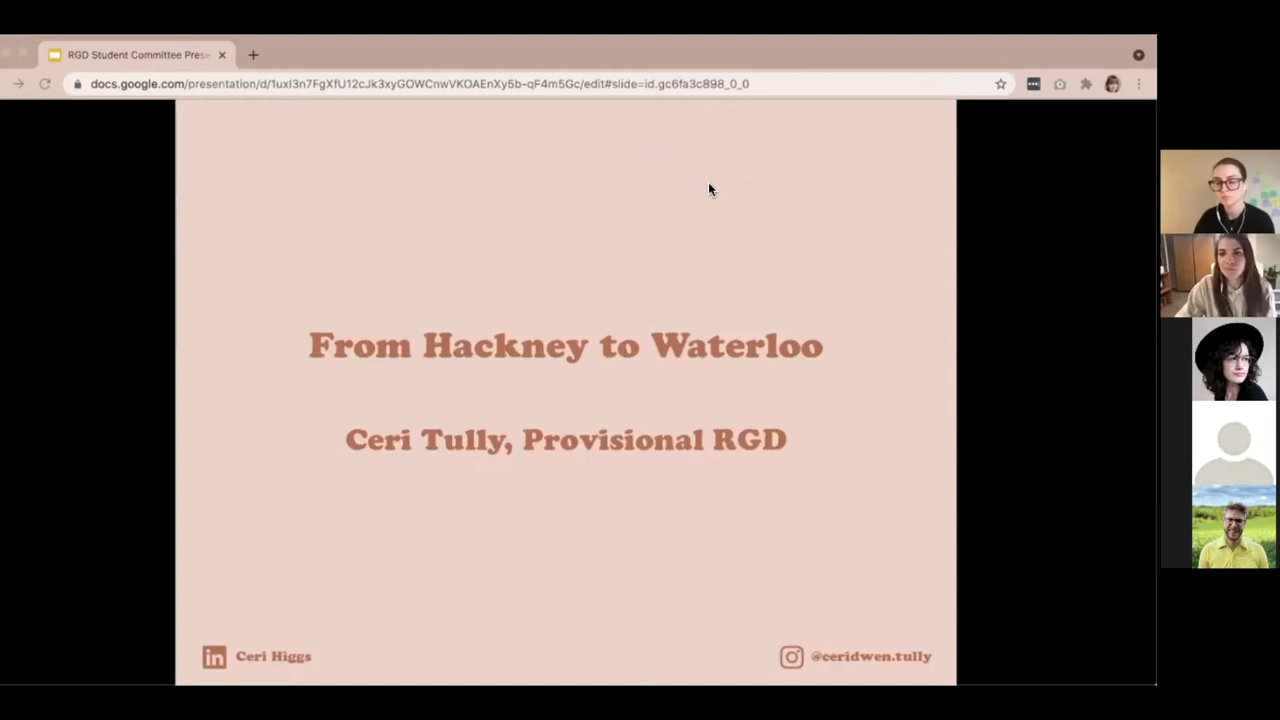 RGD Student Committee Prese
docs.google.com/presentation/d/1uxI3n7FgXfU12cJk3xyGOWCnwVKOAEnXy5b-qF4m5Gc/edit#slide=id.gc6fa3c898_0_0
From Hackney to Waterloo
Ceri Tully, Provisional RGD
in Ceri Higgs
@ceridwen.tully